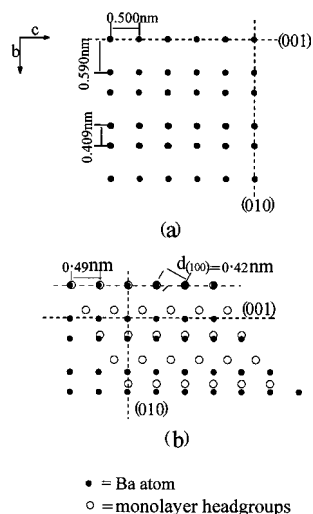 0.500nm
c
b
(001)
0.590nm
0.409nm
(010)
(a)
0·49nm
d(100)=0·42nm
(001)
(010)
(b)
• = Ba atom
○ = monolayer headgroups